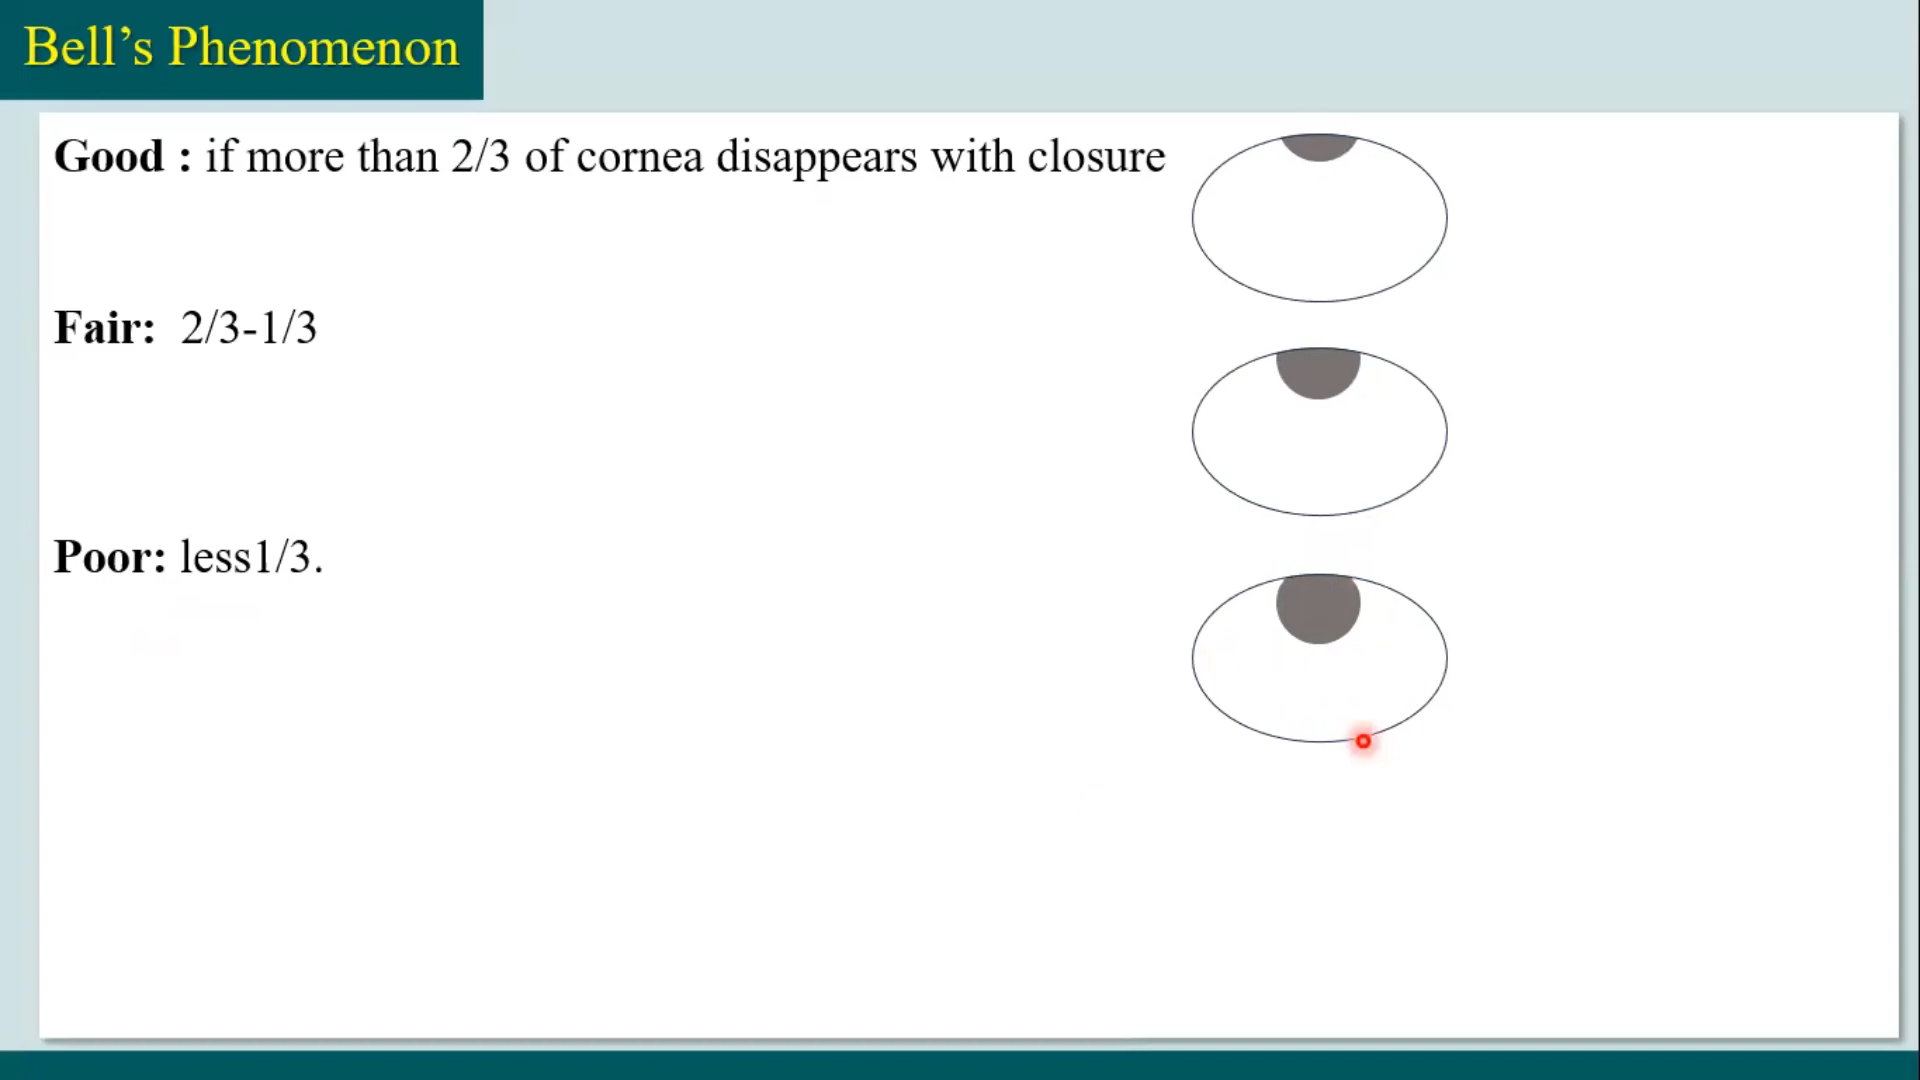 Bell’s Phenomenon
Good : if more than 2/3 of cornea disappears with closure
Fair: 2/3-1/3
Poor: less1/3.